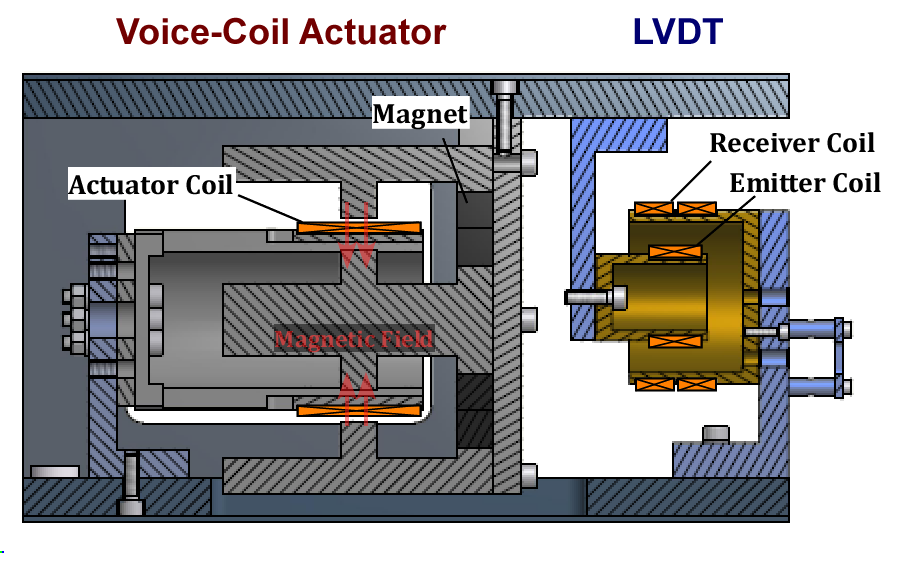 Voice-Coil Actuator
LVDT
Magnet
Receiver Coil
Actuator Coil
Emitter Coil
Magnetic Field